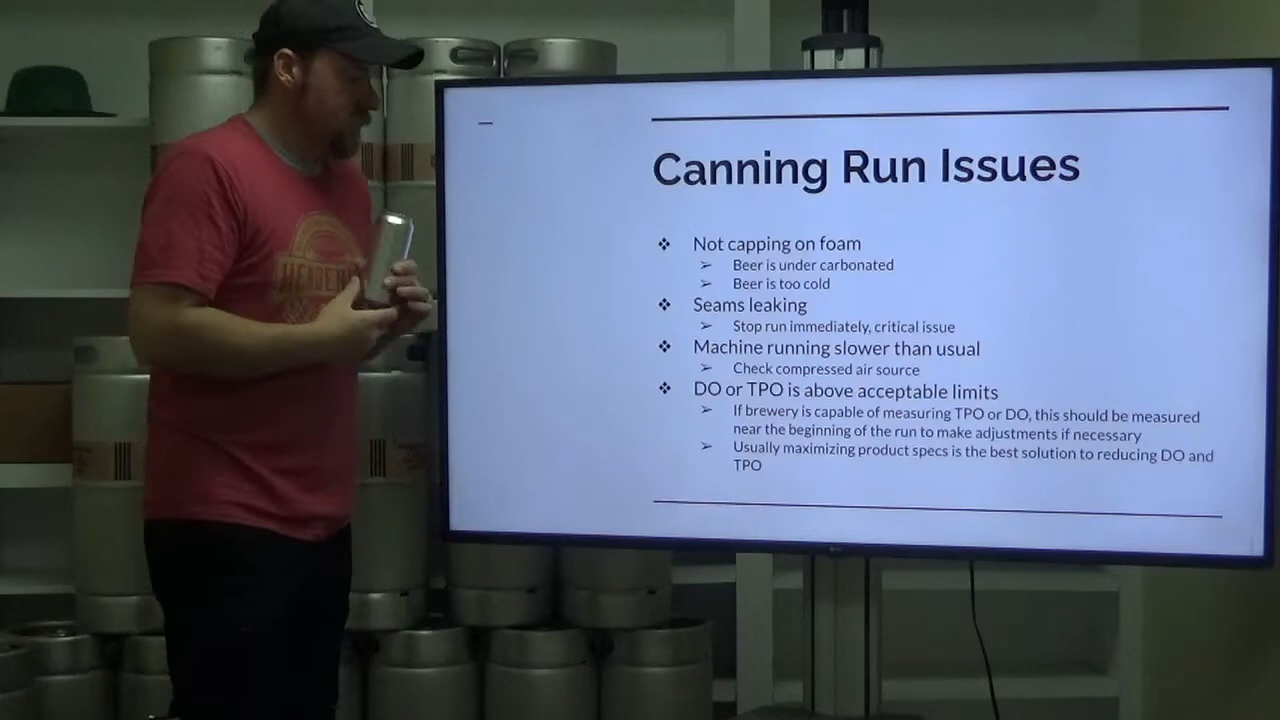 Canning Run Issues
❖ Not capping on foam
➢ Beer is under carbonated
➢ Beer is too cold
❖ Seams leaking
➢ Stop run immediately, critical issue
❖ Machine running slower than usual
➢ Check compressed air source
❖ DO or TPO is above acceptable limits
➢ If brewery is capable of measuring TPO or DO, this should be measured
near the beginning of the run to make adjustments if necessary
➢ Usually maximizing product specs is the best solution to reducing DO and
TPO